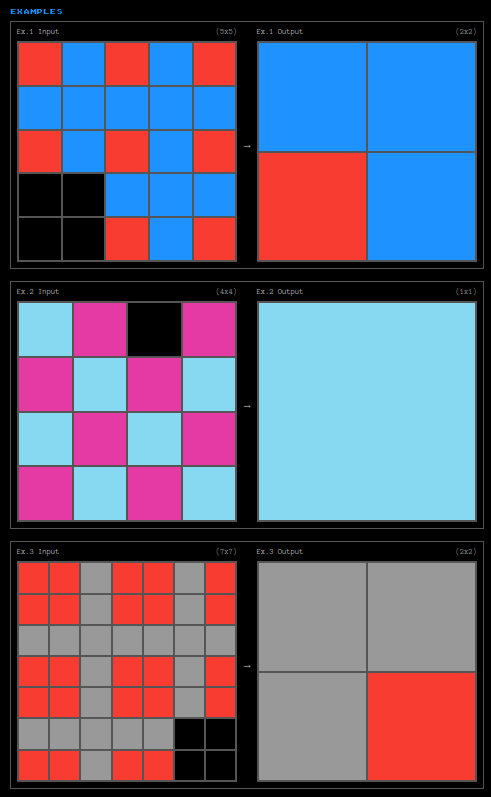 EXAMPLES
Ex.1 Input (5x5) Ex.1 Output (2x2)
→
Ex.2 Input (4x4) Ex.2 Output (1x1)
→
Ex.3 Input (7x7) Ex.3 Output (2x2)
→